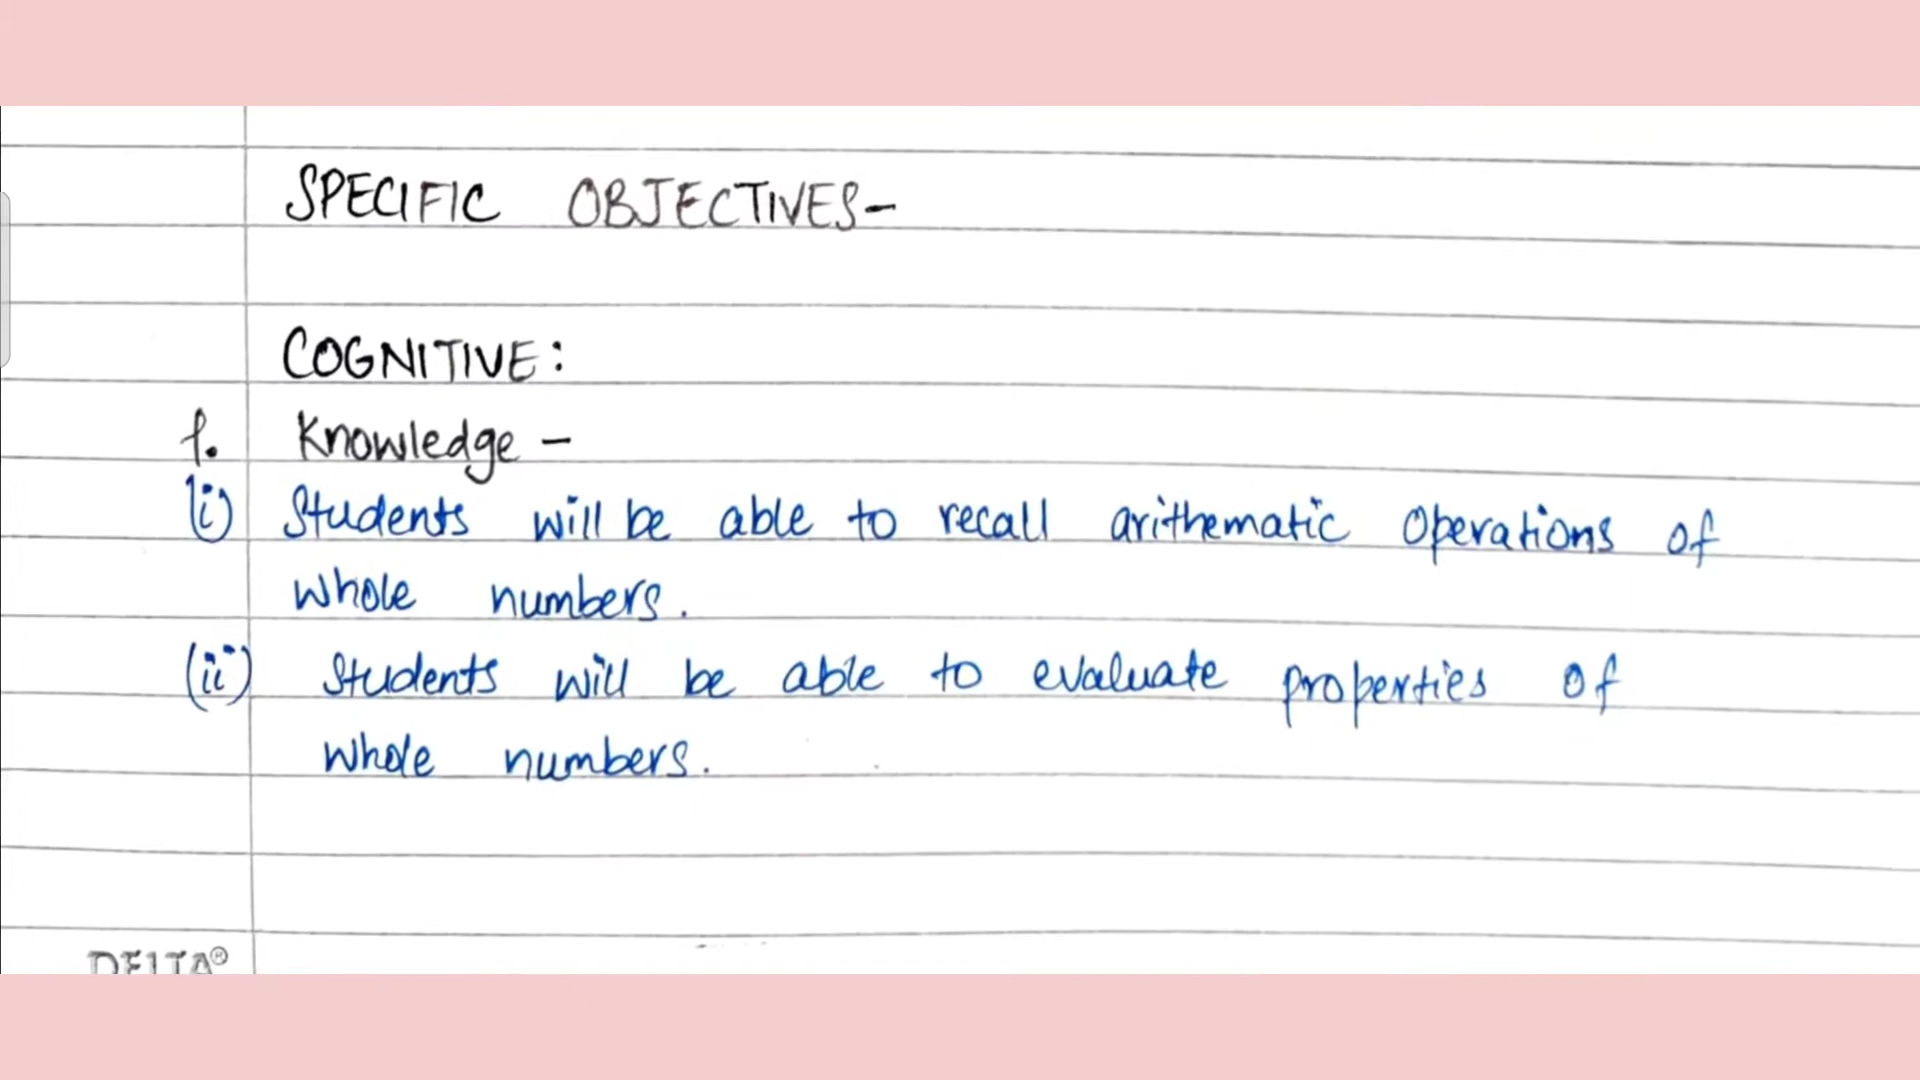 SPECIFIC OBJECTIVES-
COGNITIVE:
1. Knowledge -
(i) Students will be able to recall arithematic operations of
whole numbers.
(ii) Students will be able to evaluate properties of
whole numbers.
DELTA®